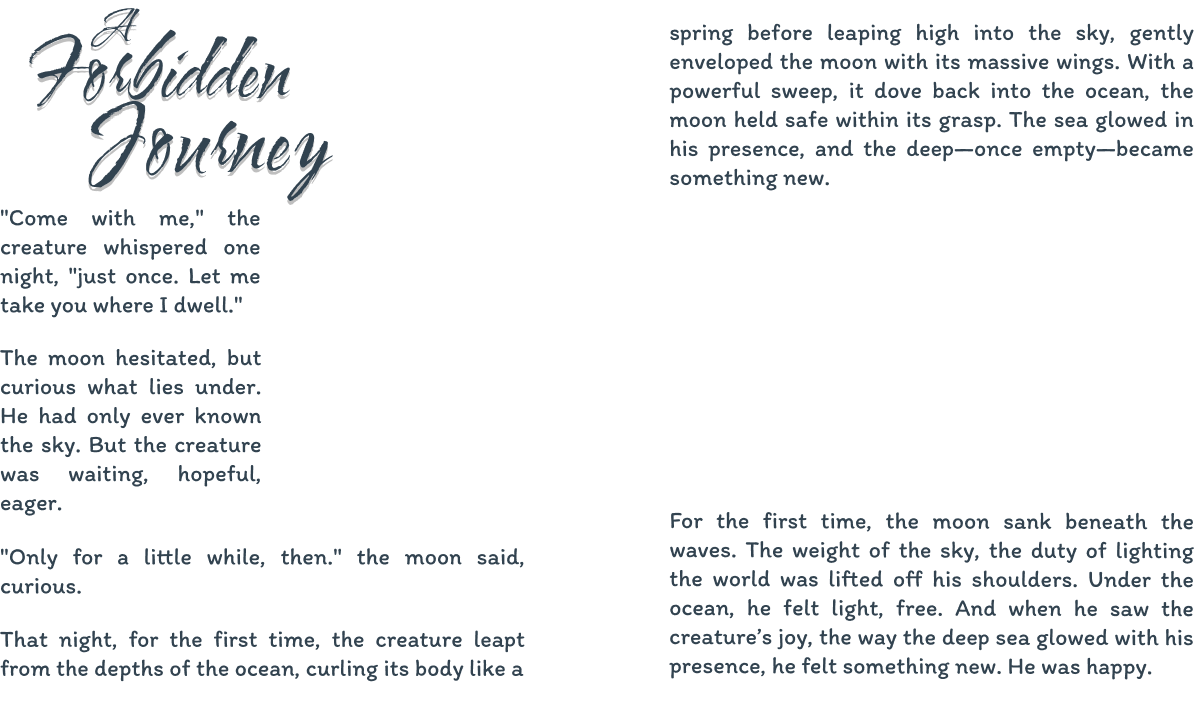 A
Forbidden
Journey
"Come with me," the
creature whispered one
night, "just once. Let me
take you where I dwell."
The moon hesitated, but
curious what lies under.
He had only ever known
the sky. But the creature
was waiting, hopeful,
eager.
"Only for a little while, then." the moon said,
curious.
That night, for the first time, the creature leapt
from the depths of the ocean, curling its body like a
spring before leaping high into the sky, gently
enveloped the moon with its massive wings. With a
powerful sweep, it dove back into the ocean, the
moon held safe within its grasp. The sea glowed in
his presence, and the deep—once empty—became
something new.
For the first time, the moon sank beneath the
waves. The weight of the sky, the duty of lighting
the world was lifted off his shoulders. Under the
ocean, he felt light, free. And when he saw the
creature’s joy, the way the deep sea glowed with his
presence, he felt something new. He was happy.